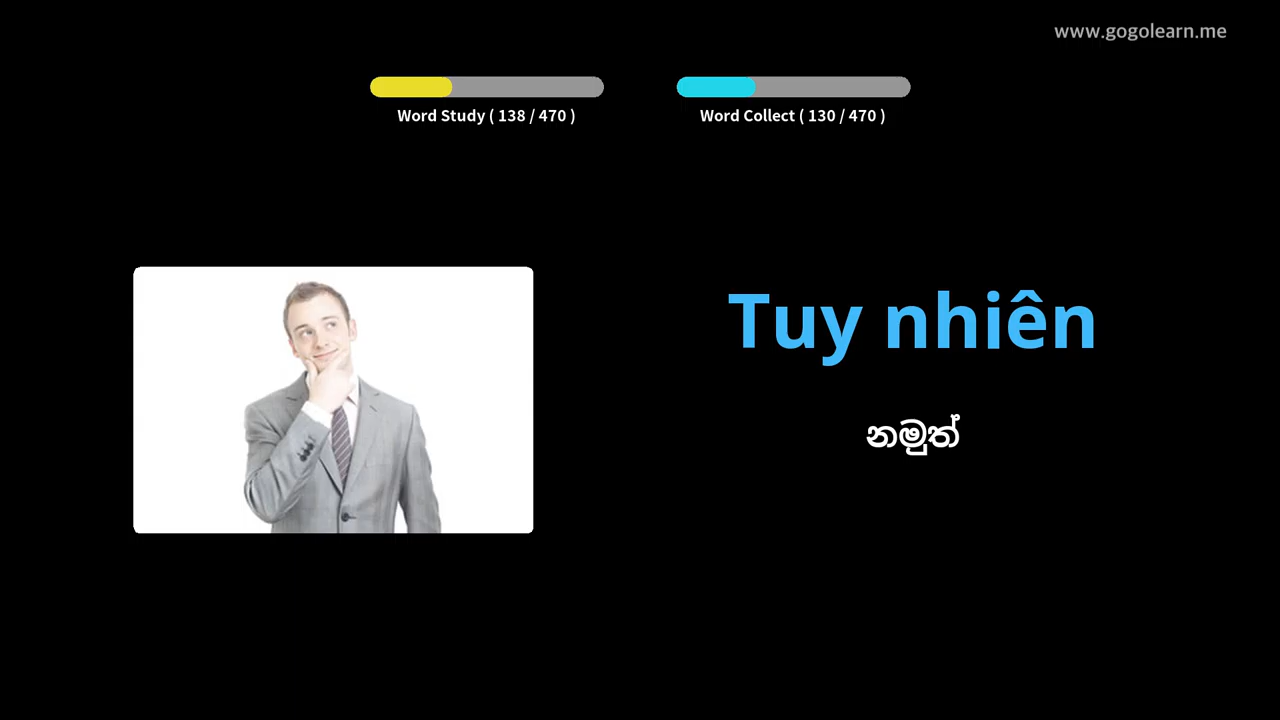 www.gogolearn.me
Word Study ( 138 / 470 )
Word Collect ( 130 / 470 )
Tuy nhiên
නමුත්